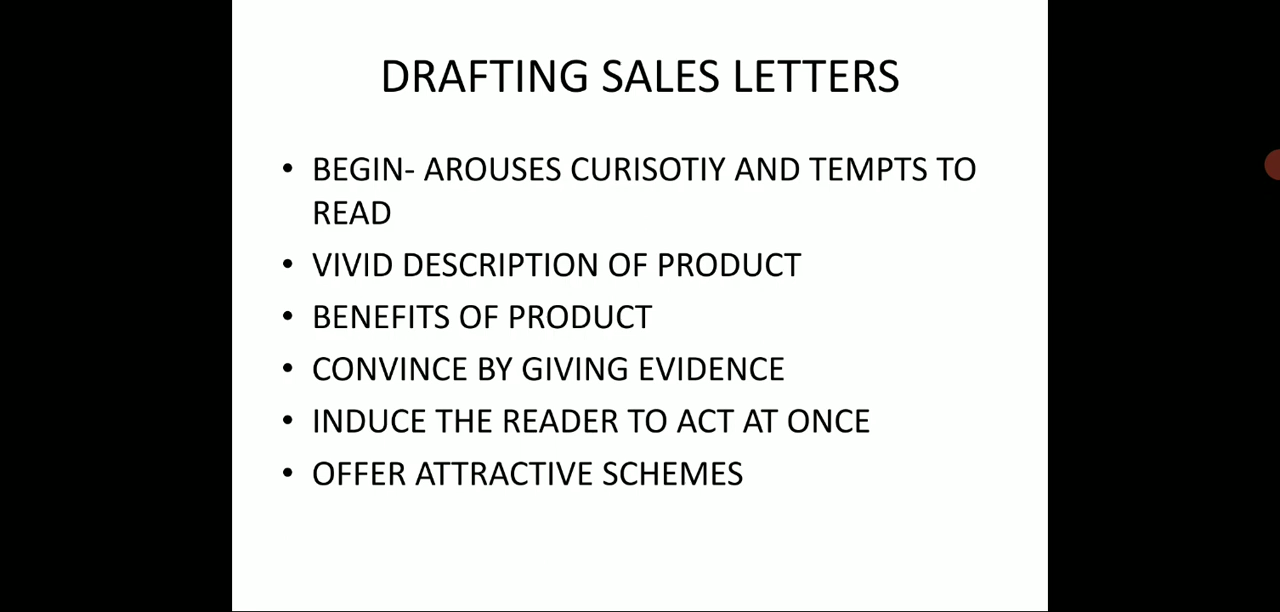 DRAFTING SALES LETTERS
• BEGIN- AROUSES CURISOTIY AND TEMPTS TO
READ
• VIVID DESCRIPTION OF PRODUCT
• BENEFITS OF PRODUCT
• CONVINCE BY GIVING EVIDENCE
• INDUCE THE READER TO ACT AT ONCE
• OFFER ATTRACTIVE SCHEMES